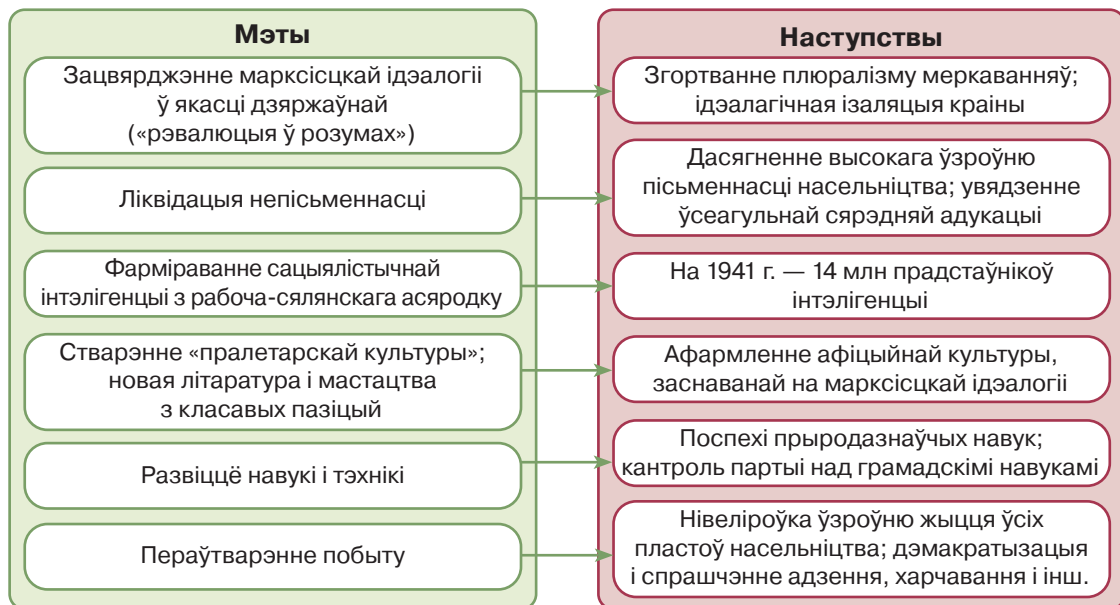 Мэты
Зацвярджэнне марксісцкай ідэалогіі
ў якасці дзяржаўнай
(«рэвалюцыя ў розумах»)
Ліквідацыя непісьменнасці
Фарміраванне сацыялістычнай
інтэлігенцыі з рабоча-сялянскага асяродку
Стварэнне «пралетарскай культуры»;
новая літаратура і мастацтва
з класавых пазіцый
Развіццё навукі і тэхнікі
Пераўтварэнне побыту
Наступствы
Згортванне плюралізму меркаванняў;
ідэалагічная ізаляцыя краіны
Дасягненне высокага ўзроўню
пісьменнасці насельніцтва; увядзенне
ўсеагульнай сярэдняй адукацыі
На 1941 г. — 14 млн прадстаўнікоў
інтэлігенцыі
Афармленне афіцыйнай культуры,
заснаванай на марксісцкай ідэалогіі
Поспехі прыродазнаўчых навук;
кантроль партыі над грамадскімі навукамі
Нівеліроўка ўзроўню жыцця ўсіх
пластоў насельніцтва; дэмакратызацыя
і спрашчэнне адзення, харчавання і інш.